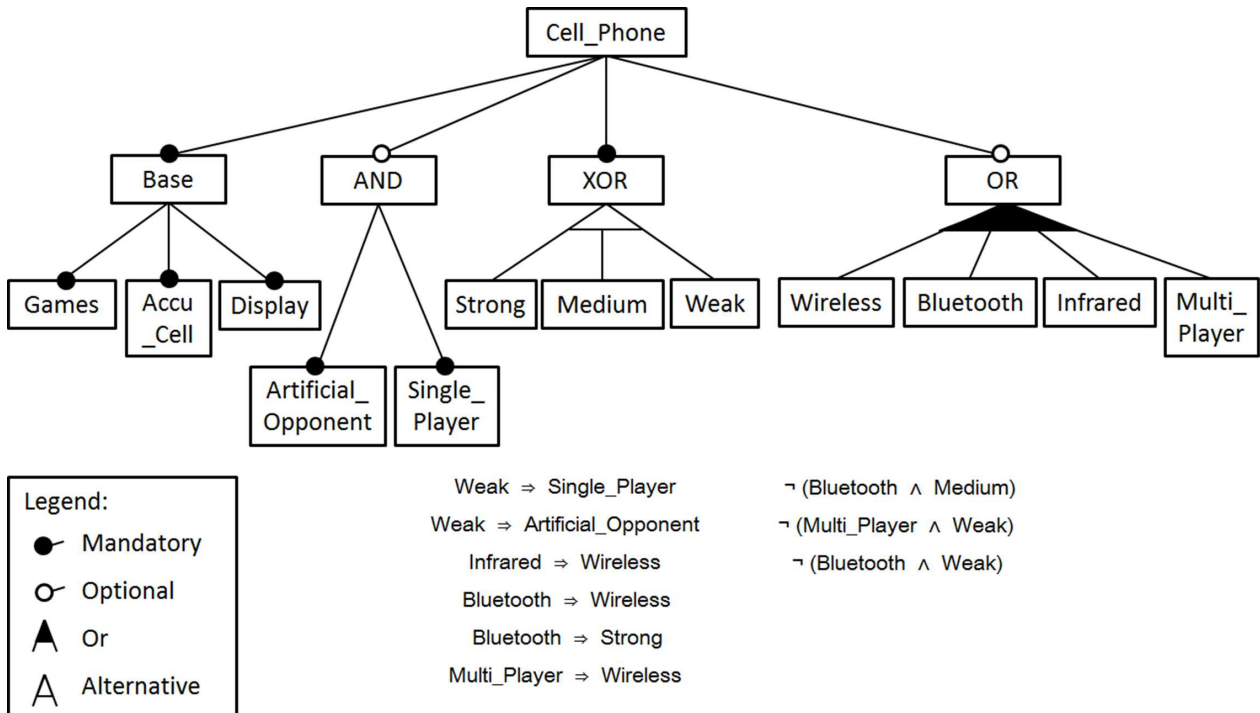 Cell_Phone
Base
AND
XOR
OR
Games
Accu
_Cell
Display
Strong
Medium
Weak
Wireless
Bluetooth
Infrared
Multi_
Player
Artificial_
Opponent
Single_
Player
Legend:
Mandatory
Optional
Or
Alternative
Weak ⇒ Single_Player
Weak ⇒ Artificial_Opponent
Infrared ⇒ Wireless
Bluetooth ⇒ Wireless
Bluetooth ⇒ Strong
Multi_Player ⇒ Wireless
¬ (Bluetooth ∧ Medium)
¬ (Multi_Player ∧ Weak)
¬ (Bluetooth ∧ Weak)